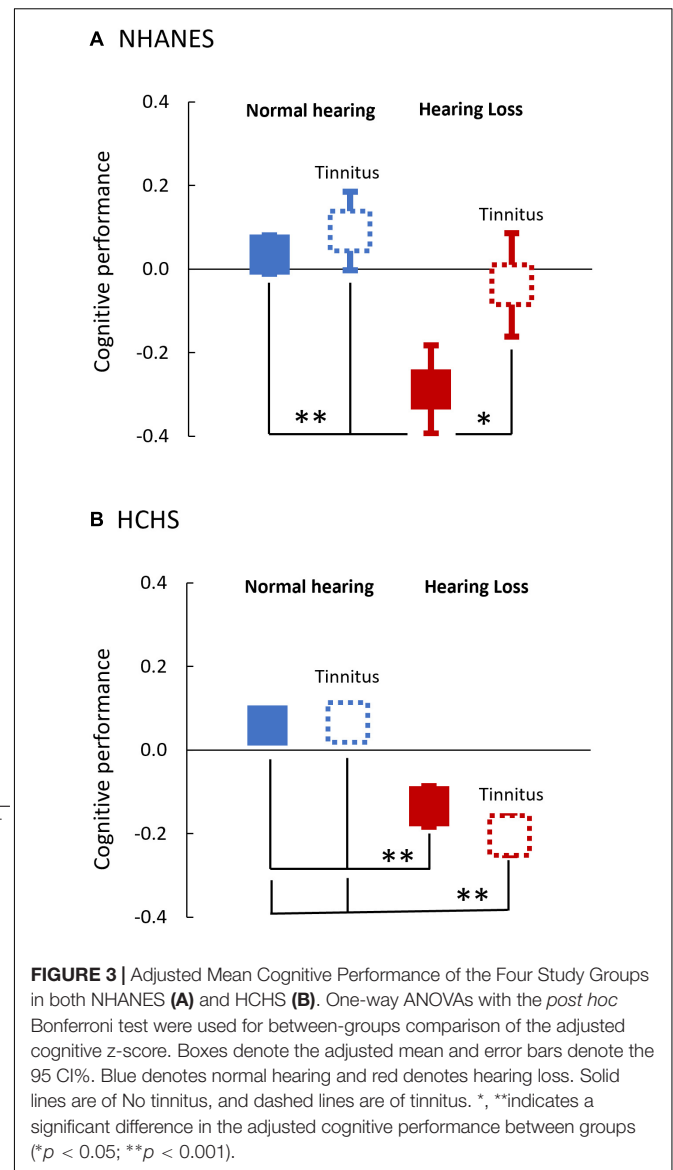 A NHANES
0.4
Normal hearing Hearing Loss
Tinnitus
0.2
Tinnitus
Cognitive performance
0.0
-0.2
** *
-0.4
B HCHS
0.4
Normal hearing Hearing Loss
0.2
Tinnitus
Cognitive performance
0.0
Tinnitus
-0.2
**
**
-0.4
FIGURE 3 | Adjusted Mean Cognitive Performance of the Four Study Groups
in both NHANES (A) and HCHS (B). One-way ANOVAs with the post hoc
Bonferroni test were used for between-groups comparison of the adjusted
cognitive z-score. Boxes denote the adjusted mean and error bars denote the
95 CI%. Blue denotes normal hearing and red denotes hearing loss. Solid
lines are of No tinnitus, and dashed lines are of tinnitus. *, **indicates a
significant difference in the adjusted cognitive performance between groups
(*p < 0.05; **p < 0.001).